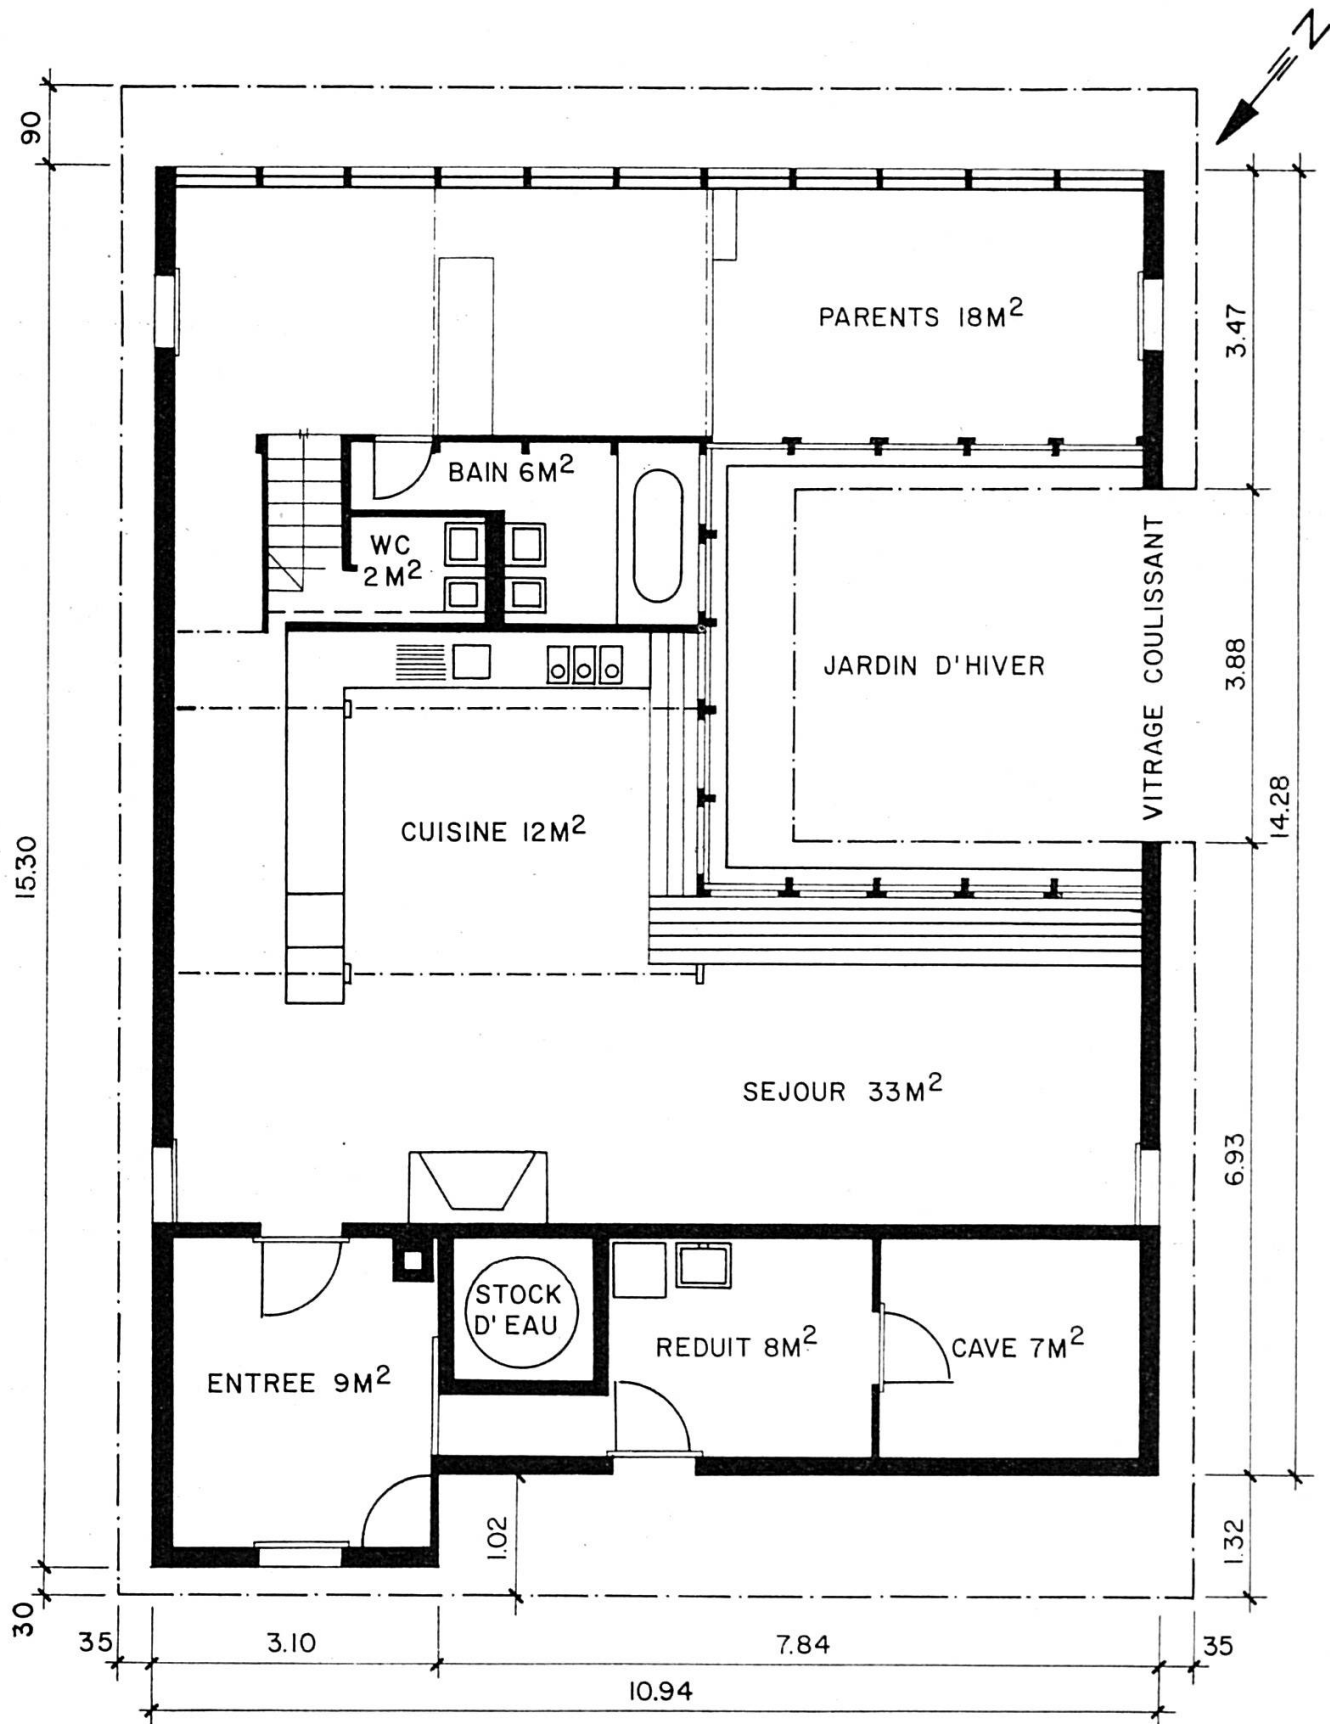 N
90
PARENTS 18M²
3.47
BAIN 6M²
WC
2M²
JARDIN D'HIVER
VITRAGE COULISSANT
3.88
14.28
CUISINE 12M²
15.30
SEJOUR 33M²
6.93
STOCK
D'EAU
REDUIT 8M²
CAVE 7M²
ENTREE 9M²
1.02
1.32
30
35
3.10
7.84
35
10.94